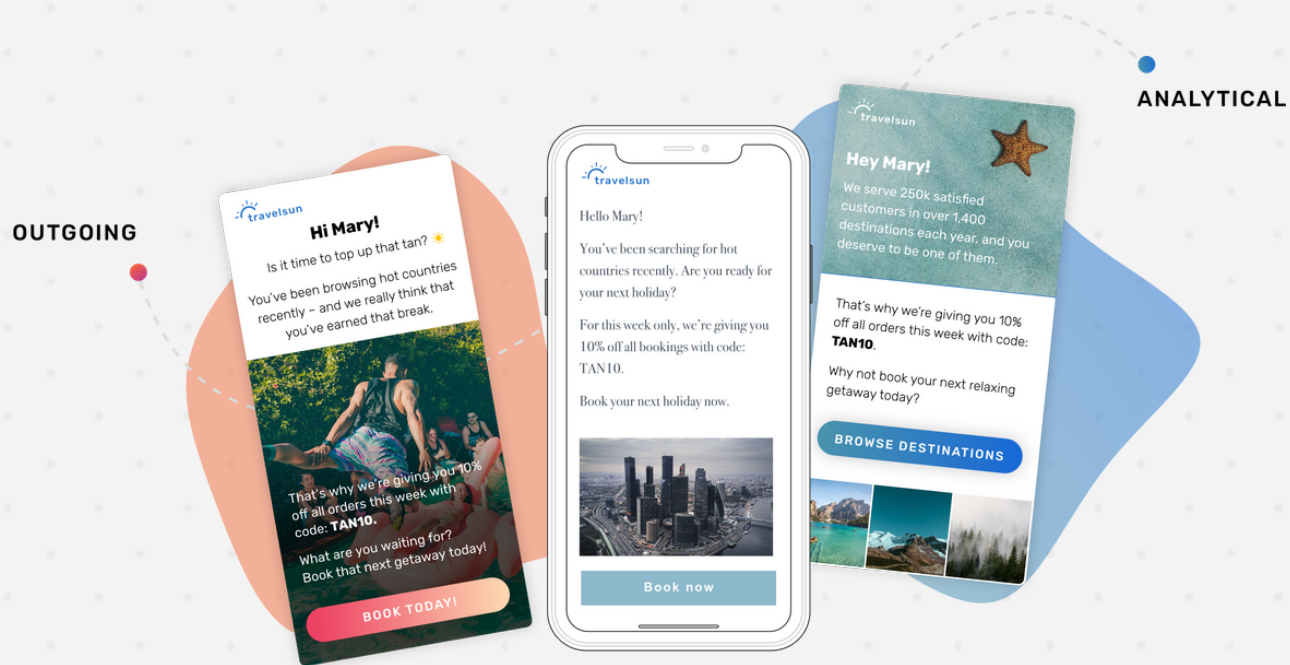 OUTGOING
travelsun
Hi Mary!
Is it time to top up that tan? ☀️
You’ve been browsing hot countries
recently – and we really think that
you’ve earned that break.
That’s why we’re giving you 10%
off all orders this week with
code: TAN10.
What are you waiting for?
Book that next getaway today!
BOOK TODAY!
travelsun
Hello Mary!
You’ve been searching for hot
countries recently. Are you ready for
your next holiday?
For this week only, we’re giving you
10% off all bookings with code:
TAN10.
Book your next holiday now.
Book now
ANALYTICAL
travelsun
Hey Mary!
We serve 250k satisfied
customers in over 1,400
destinations each year, and you
deserve to be one of them.
That’s why we’re giving you 10%
off all orders this week with code:
TAN10.
Why not book your next relaxing
getaway today?
BROWSE DESTINATIONS